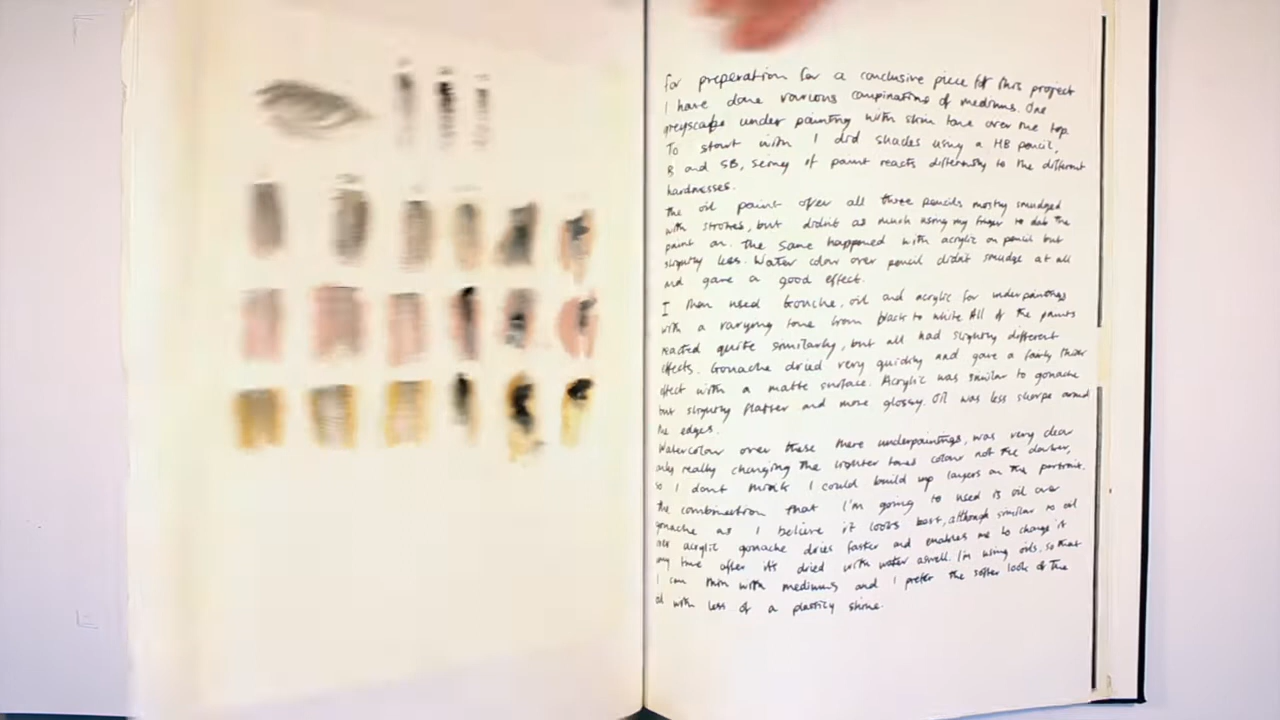 for preperation for a conclusive piece for this project
I have done various conpinations of mediums. One
greyscale under painting with skin tone over the top
To start with I did shades using a HB pencil,
B and 5B, seeing if paint reacts differently to the different
hardnesses.
The oil paint over all three pencils mostly smudged
with strokes, but didn't as much using my finger to dab the
paint on. The same happened with acrylic on pencil but
slightly less. Water colour over pencil didn't smudge at all
and gave a good effect.
I then used Gouache, oil and acrylic for underpaintings
with a varying tone from black to white All of the paints
reacted quite similarly, but all had slightly different
effects. Gouache dried very quickly and gave a fairly
effect with a matte surface. Acrylic was similar to gouache
but slightly flatter and more glossy. Oil was less sharpe around
the edges.
Watercolour over these there underpaintings, was very clear
only really changing the lighter tones colour not the darker,
so I dont think I could build up layers on the portrait.
the combination that I'm going to used is oil over
gouache as I believe it looks best, although similar to oil
over acrylic gouache dries faster and enables me to change it
any time after its dried with water aswell. I'm using oils, so that
I can thin with mediums and I prefer the softer look of the
oil with less of a plasticy shine.